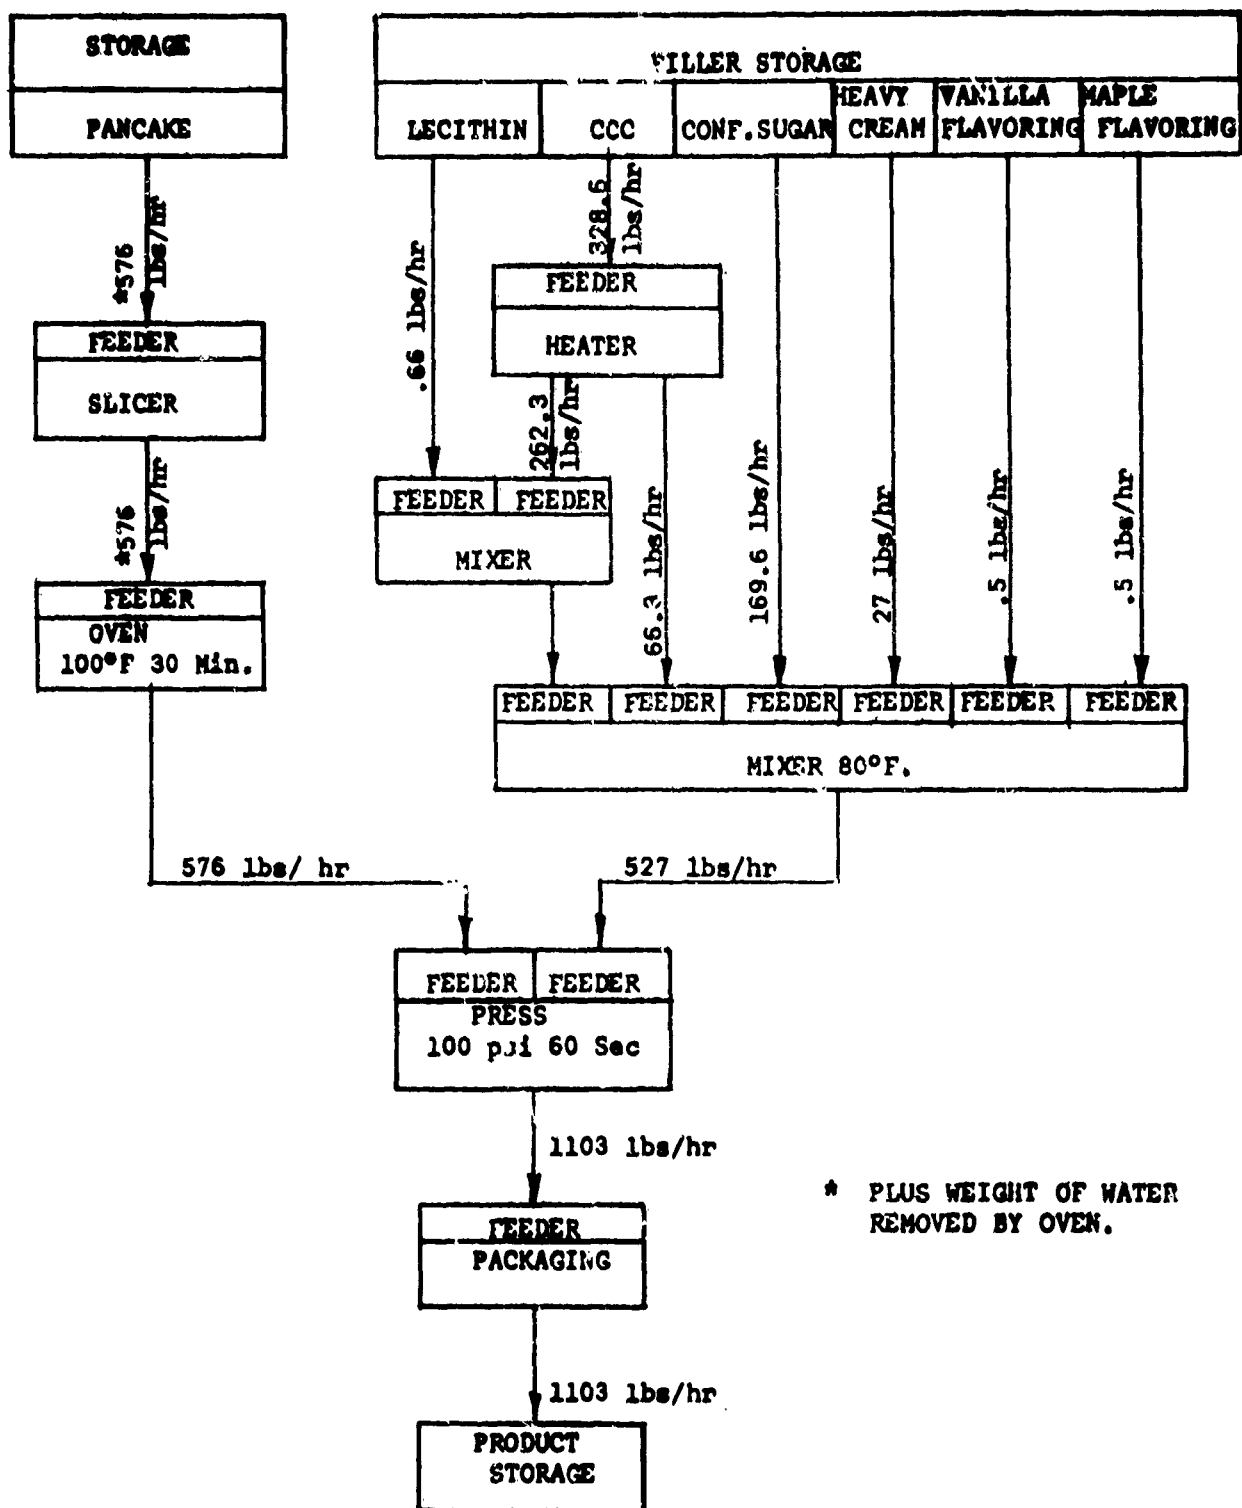 STORAGE
PANCAKE
FILLER STORAGE
LECITHIN
CCC
CONF.SUGAR
HEAVY
CREAM
VANILLA
FLAVORING
MAPLE
FLAVORING
*576
lbs/hr
.66 lbs/hr
lbs/hr
FEEDER
HEATER
FEEDER
SLICER
262.3
lbs/hr
*576
lbs/hr
FEEDER
FEEDER
MIXER
66.3 lbs/hr
169.6 lbs/hr
27 lbs/hr
.5 lbs/hr
.5 lbs/hr
FEEDER
OVEN
100°F 30 Min.
FEEDER
FEEDER
FEEDER
FEEDER
FEEDER
FEEDER
MIXER 80°F.
576 lbs/ hr
527 lbs/hr
FEEDER
FEEDER
PRESS
100 psi 60 Sec
1103 lbs/hr
* PLUS WEIGHT OF WATER
REMOVED BY OVEN.
FEEDER
PACKAGING
1103 lbs/hr
PRODUCT
STORAGE